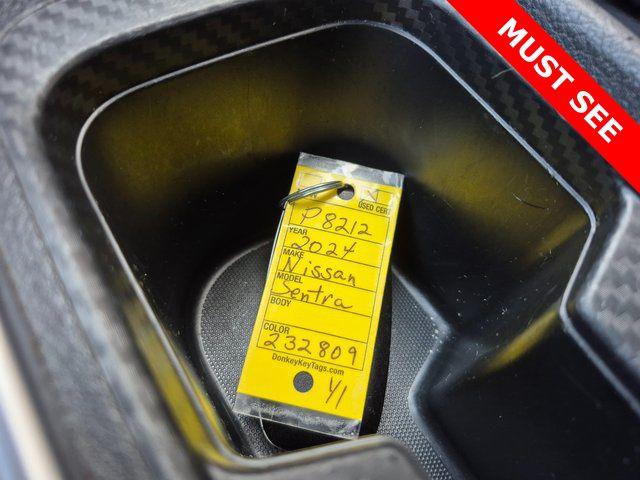 MUST SEE
USED CERT
P8212
YEAR
2024
MAKE
Nissan
MODEL
Sentra
BODY
COLOR
232809
DonkeyKeyTags.com
Y1